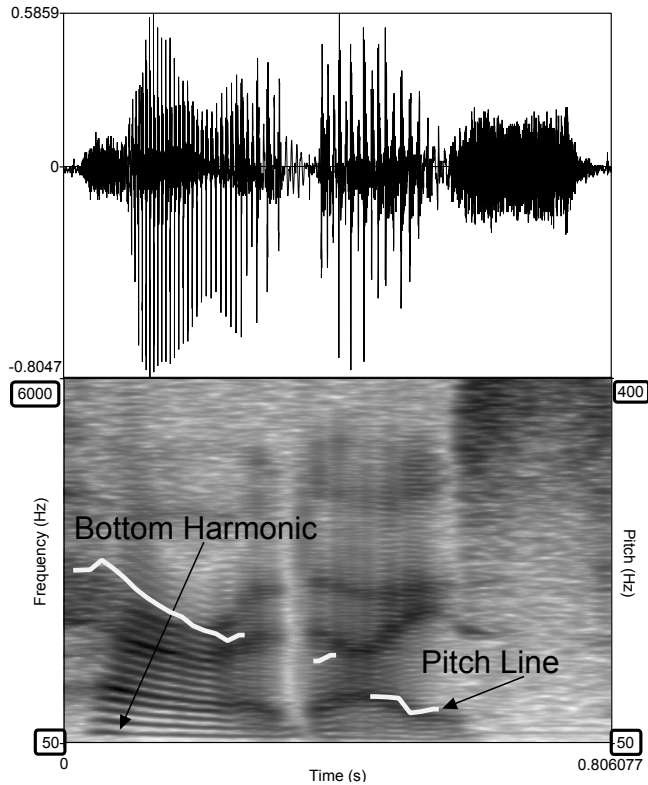 0.5859
0
-0.8047
6000
400
Bottom Harmonic
Frequency (Hz)
Pitch (Hz)
Pitch Line
50
50
0
0.806077
Time (s)